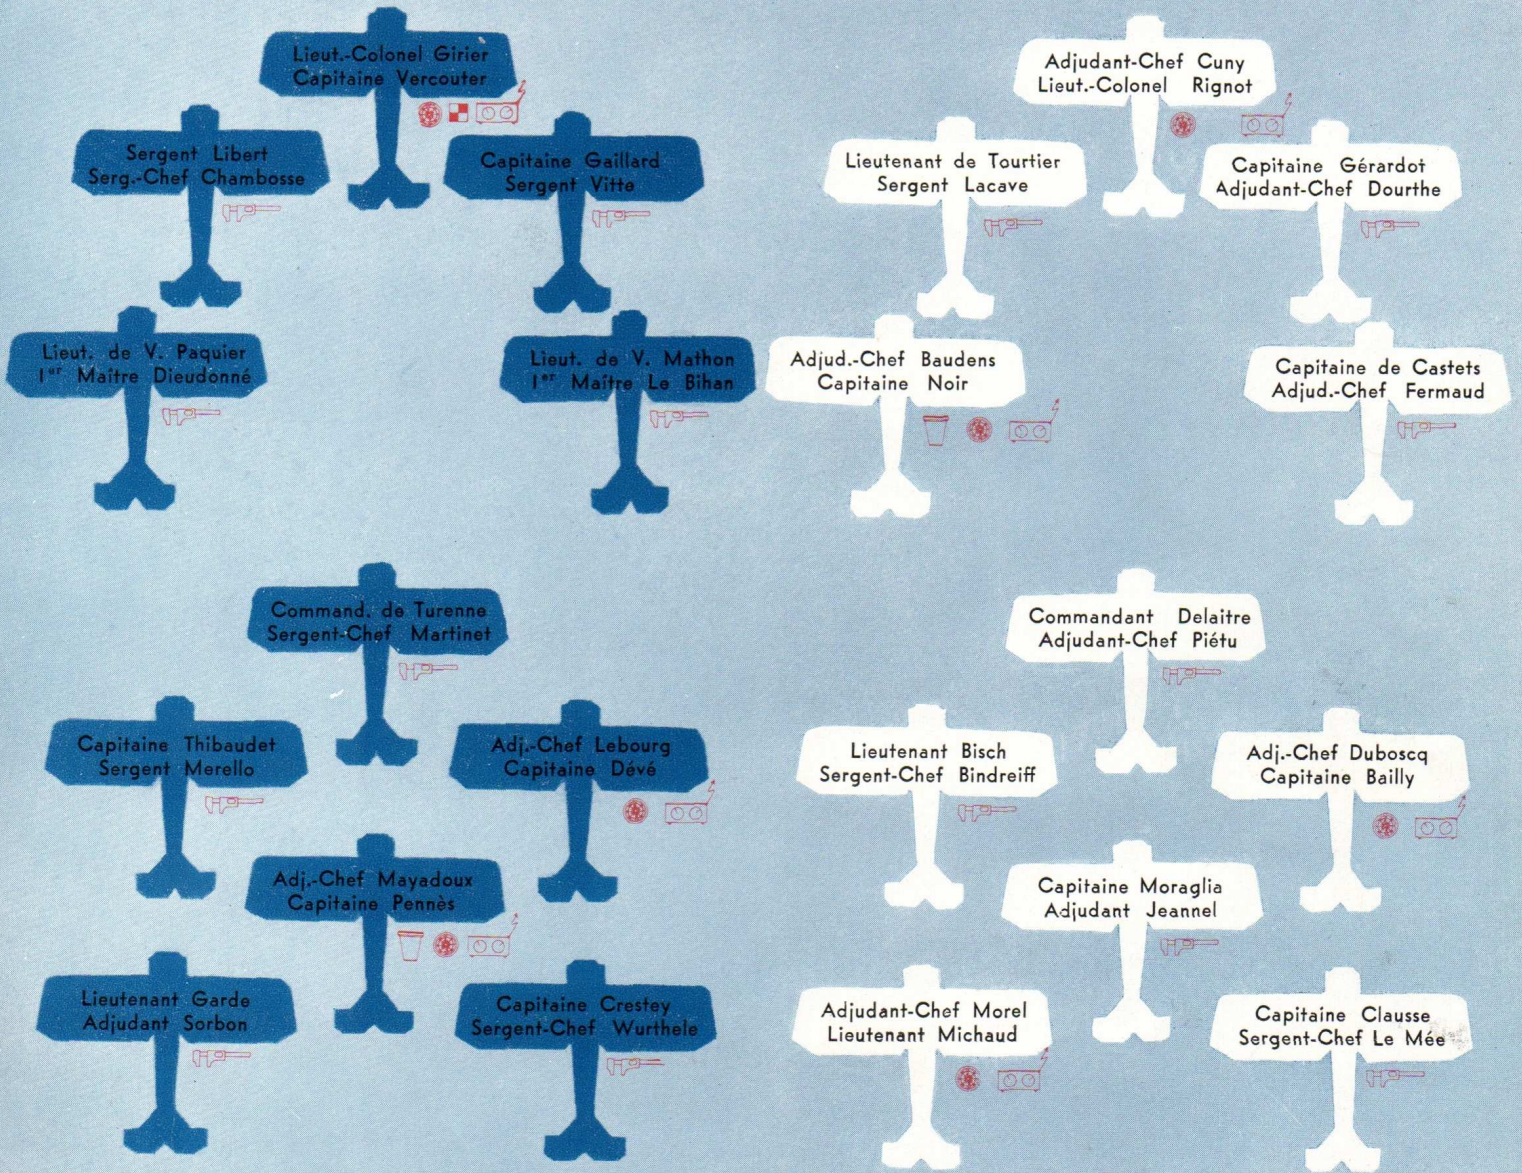 Lieut.-Colonel Girier
Capitaine Vercouter
Sergent Libert
Serg.-Chef Chambosse
Capitaine Gaillard
Sergent Vitte
Lieut. de V. Paquier
1er Maître Dieudonné
Lieut. de V. Mathon
1er Maître Le Bihan
Adjudant-Chef Cuny
Lieut.-Colonel Rignot
Lieutenant de Tourtier
Sergent Lacave
Capitaine Gérardot
Adjudant-Chef Dourthe
Adjud.-Chef Baudens
Capitaine Noir
Capitaine de Castets
Adjud.-Chef Fermaud
Command. de Turenne
Sergent-Chef Martinet
Capitaine Thibaudet
Sergent Merello
Adj.-Chef Lebourg
Capitaine Dévé
Adj.-Chef Mayadoux
Capitaine Pennès
Lieutenant Garde
Adjudant Sorbon
Capitaine Crestey
Sergent-Chef Wurthele
Commandant Delaitre
Adjudant-Chef Piétu
Lieutenant Bisch
Sergent-Chef Bindreiff
Adj.-Chef Duboscq
Capitaine Bailly
Capitaine Moraglia
Adjudant Jeannel
Adjudant-Chef Morel
Lieutenant Michaud
Capitaine Clausse
Sergent-Chef Le Mée